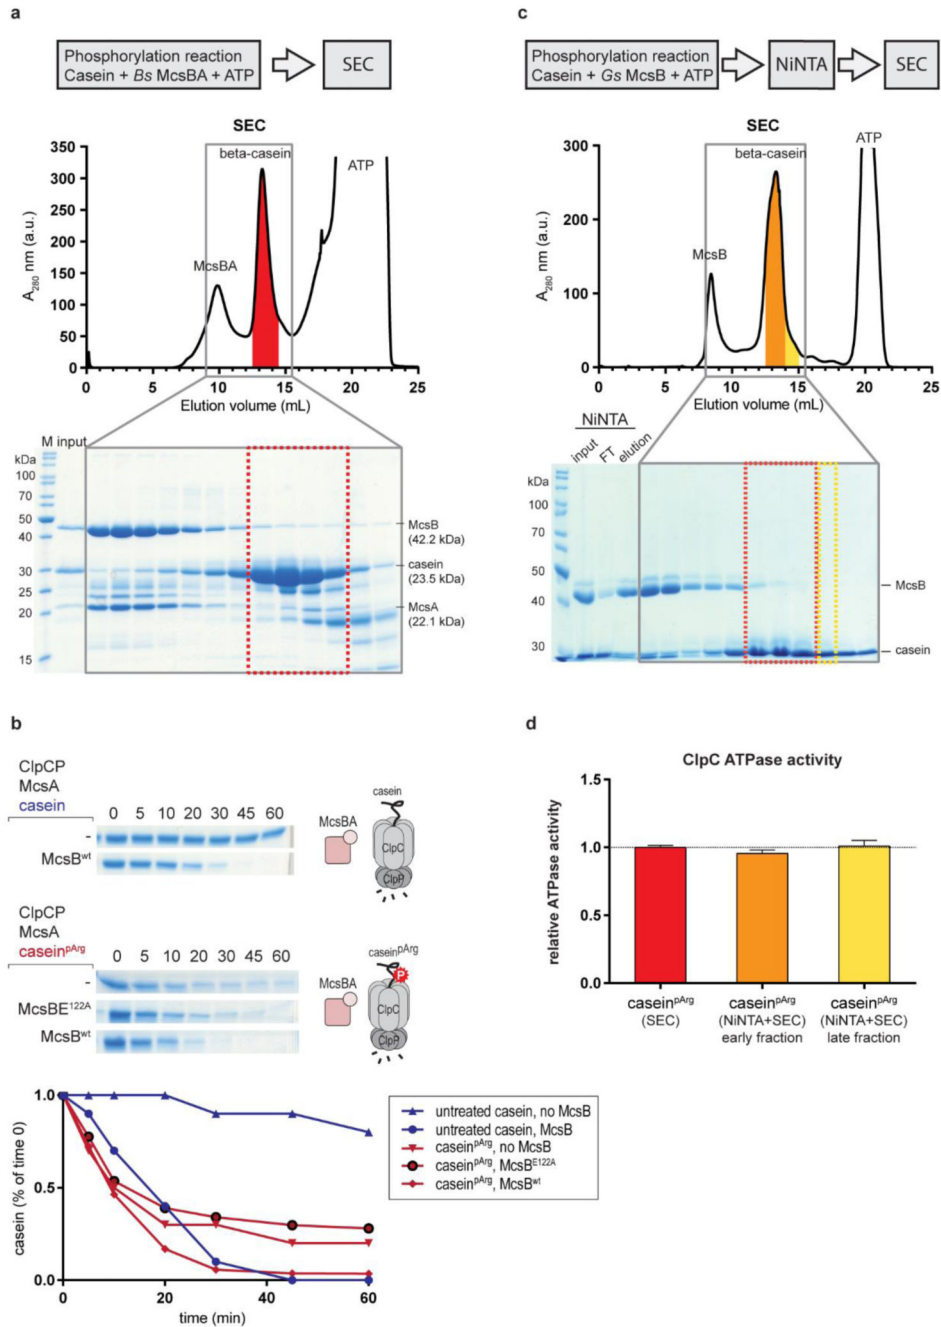 a
Phosphorylation reaction
Casein + Bs McsBA + ATP
SEC
SEC
beta-casein
ATP
McsBA
A280 nm (a.u.)
350
300
250
200
150
100
50
0
0 5 10 15 20 25
Elution volume (mL)
M input
kDa
100
70
50
40
30
25
20
15
McsB
(42.2 kDa)
casein
(23.5 kDa)
McsA
(22.1 kDa)
b
ClpCP
McsA
casein
0 5 10 20 30 45 60
-
McsBwt
McsBA
casein
ClpC
ClpP
ClpCP
McsA
caseinpArg
0 5 10 20 30 45 60
-
McsBE122A
McsBwt
McsBA
caseinpArg
P
ClpC
ClpP
casein (% of time 0)
1.0
0.5
0.0
0 20 40 60
time (min)
untreated casein, no McsB
untreated casein, McsB
caseinpArg, no McsB
caseinpArg, McsBE122A
caseinpArg, McsBwt
c
Phosphorylation reaction
Casein + Gs McsB + ATP
NiNTA
SEC
SEC
beta-casein
ATP
McsB
A280 nm (a.u.)
300
200
100
0
0 5 10 15 20 25
Elution volume (mL)
NiNTA
input
FT
elution
kDa
100
70
50
40
30
McsB
casein
d
ClpC ATPase activity
relative ATPase activity
1.5
1.0
0.5
0.0
caseinpArg
(SEC)
caseinpArg
(NiNTA+SEC)
early fraction
caseinpArg
(NiNTA+SEC)
late fraction